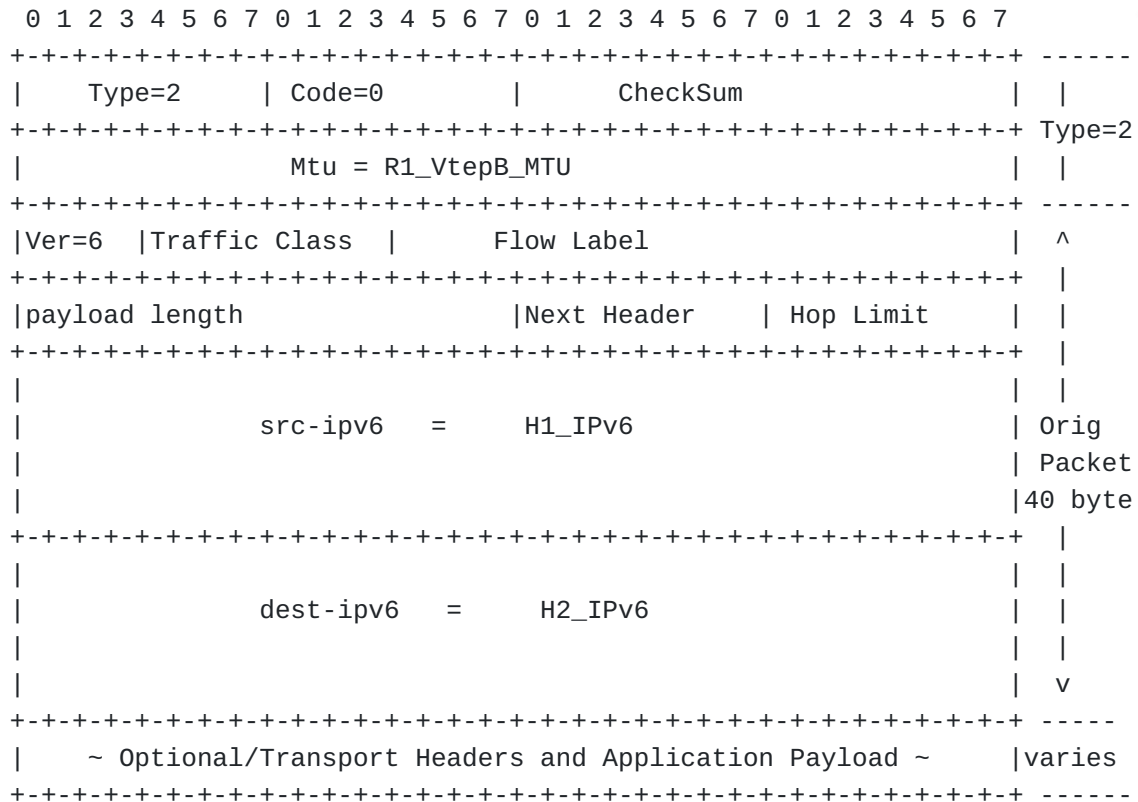 0 1 2 3 4 5 6 7 0 1 2 3 4 5 6 7 0 1 2 3 4 5 6 7 0 1 2 3 4 5 6 7
+-+-+-+-+-+-+-+-+-+-+-+-+-+-+-+-+-+-+-+-+-+-+-+-+-+-+-+-+-+-+-+-+ ------
|    Type=2     | Code=0        |      CheckSum                 |  |
+-+-+-+-+-+-+-+-+-+-+-+-+-+-+-+-+-+-+-+-+-+-+-+-+-+-+-+-+-+-+-+-+ Type=2
|                 Mtu = R1_VtepB_MTU                            |  |
+-+-+-+-+-+-+-+-+-+-+-+-+-+-+-+-+-+-+-+-+-+-+-+-+-+-+-+-+-+-+-+-+ ------
|Ver=6  |Traffic Class  |      Flow Label                       |  ^
+-+-+-+-+-+-+-+-+-+-+-+-+-+-+-+-+-+-+-+-+-+-+-+-+-+-+-+-+-+-+-+-+  |
|payload length                 |Next Header    | Hop Limit     |  |
+-+-+-+-+-+-+-+-+-+-+-+-+-+-+-+-+-+-+-+-+-+-+-+-+-+-+-+-+-+-+-+-+  |
|                                                               |  |
|               src-ipv6   =     H1_IPv6                        | Orig
|                                                               | Packet
|                                                               |40 byte
+-+-+-+-+-+-+-+-+-+-+-+-+-+-+-+-+-+-+-+-+-+-+-+-+-+-+-+-+-+-+-+-+  |
|                                                               |  |
|               dest-ipv6   =     H2_IPv6                       |  |
|                                                               |  |
|                                                               |  v
+-+-+-+-+-+-+-+-+-+-+-+-+-+-+-+-+-+-+-+-+-+-+-+-+-+-+-+-+-+-+-+-+ -----
|    ~ Optional/Transport Headers and Application Payload ~     |varies
+-+-+-+-+-+-+-+-+-+-+-+-+-+-+-+-+-+-+-+-+-+-+-+-+-+-+-+-+-+-+-+-+ ------